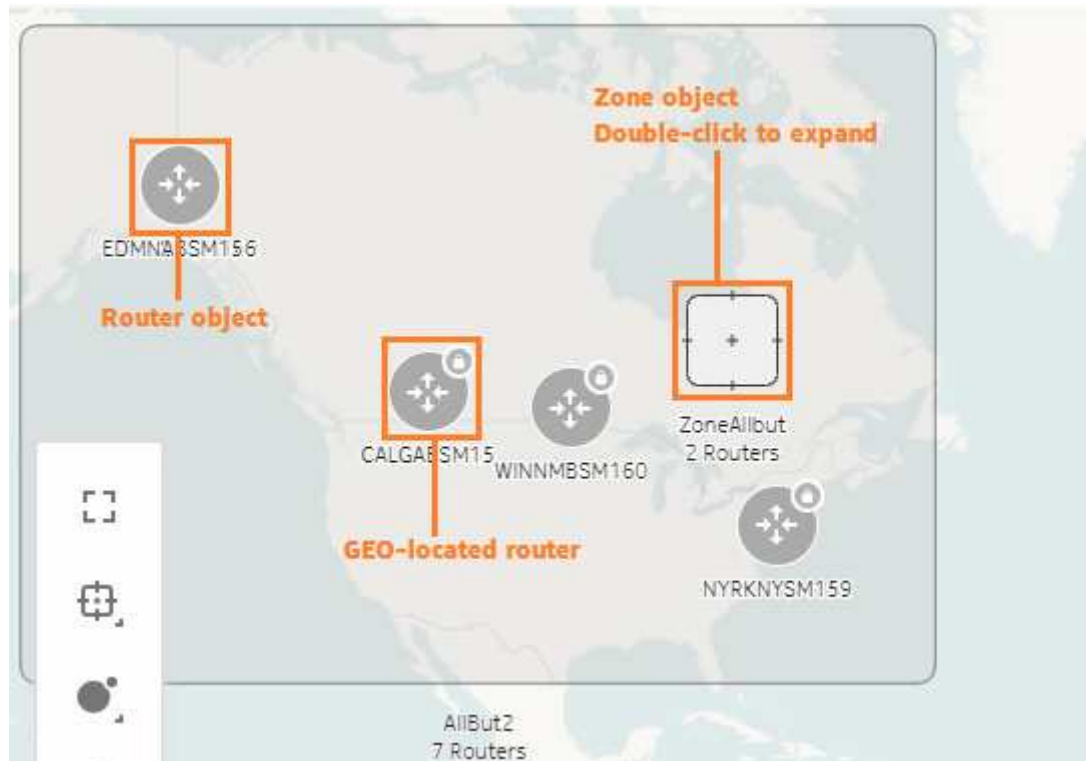 Zone object
Double-click to expand
EDMNABSM156
Router object
ZoneAllbut
2 Routers
CALGABSM15
WINNMBSM160
GEO-located router
NYRKNYSM159
AllBut2
7 Routers